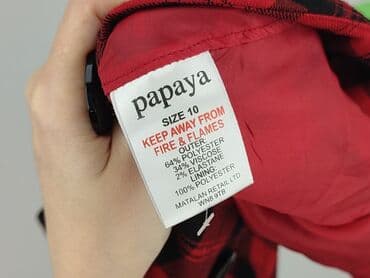 papaya
SIZE 10
KEEP AWAY FROM
FIRE & FLAMES
OUTER:
64% POLYESTER
34% VISCOSE
2% ELASTANE
LINING:
100% POLYESTER
MATALAN RETAIL LTD
WN8 9TB